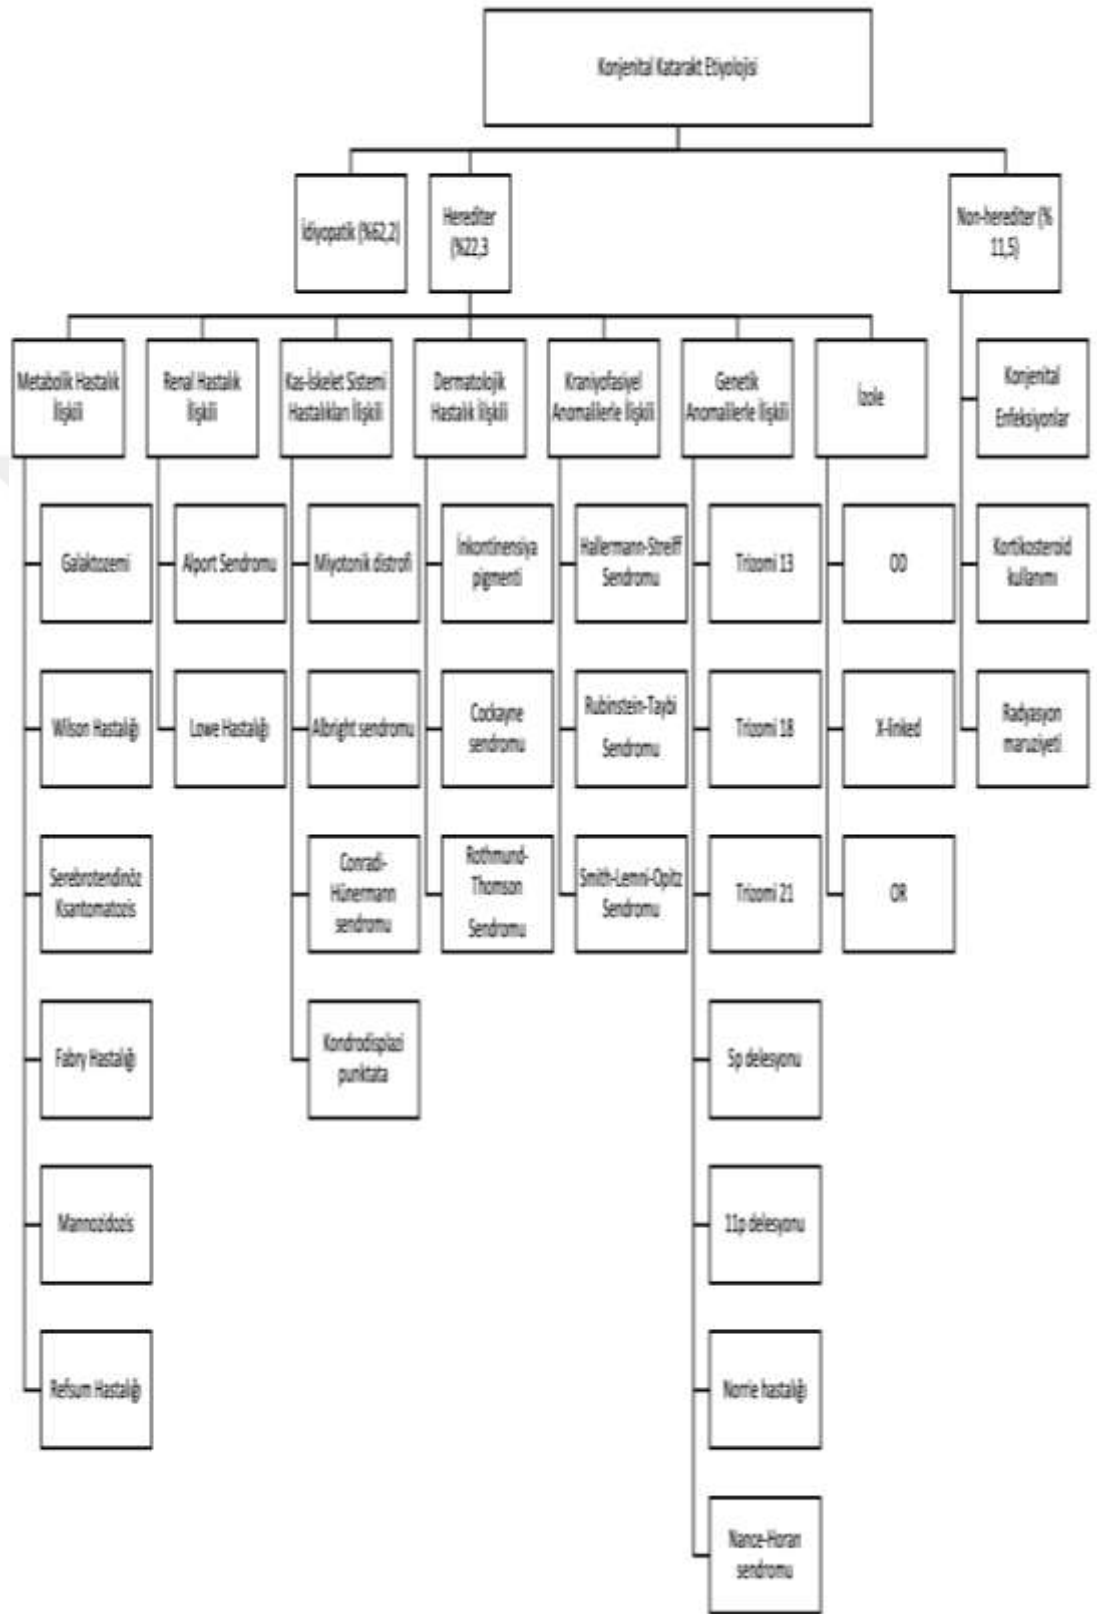 Konjenital Katarakt Etiyolojisi
İdiyopatik (%62,2)
Herediter
(%22,3
Non-herediter (%
11,5)
Metabolik Hastalık
İlişkili
Renal Hastalık
İlişkili
Kas-İskelet Sistemi
Hastalıkları İlişkili
Dermatolojik
Hastalık İlişkili
Kraniyofasiyel
Anomalilerle İlişkili
Genetik
Anomalilerle İlişkili
İzole
Konjenital
Enfeksiyonlar
Galaktozemi
Alport Sendromu
Miyotonik distrofi
İnkontinensiya
pigmenti
Hallermann-Streiff
Sendromu
Trizomi 13
OD
Kortikosteroid
kullanımı
Wilson Hastalığı
Lowe Hastalığı
Albright sendromu
Cockayne
sendromu
Rubinstein-Taybi
Sendromu
Trizomi 18
X-linked
Radyasyon
maruziyeti
Serebrotendinöz
Ksantomatozis
Conradi-
Hünermann
sendromu
Rothmund-
Thomson
Sendromu
Smith-Lemni-Opitz
Sendromu
Trizomi 21
OR
Fabry Hastalığı
Kondrodisplazi
punktata
5p delesyonu
Mannozidozis
11p delesyonu
Refsum Hastalığı
Norrie hastalığı
Nance-Horan
sendromu